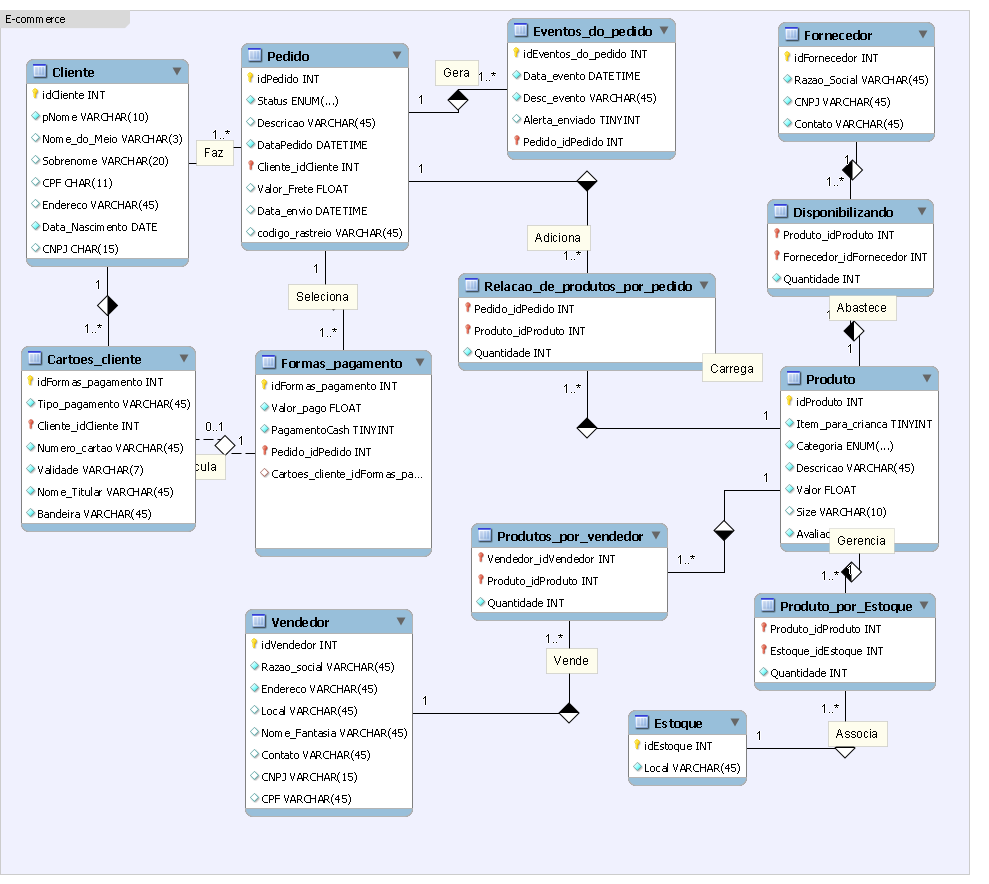 E-commerce
Cliente
idCliente INT
pNome VARCHAR(10)
Nome_do_Meio VARCHAR(3)
Sobrenome VARCHAR(20)
CPF CHAR(11)
Endereco VARCHAR(45)
Data_Nascimento DATE
CNPJ CHAR(15)
Faz
1..*
Pedido
idPedido INT
Status ENUM(...)
Descricao VARCHAR(45)
DataPedido DATETIME
Cliente_idCliente INT
Valor_Frete FLOAT
Data_envio DATETIME
codigo_rastreio VARCHAR(45)
Gera
1
1..*
Eventos_do_pedido
idEventos_do_pedido INT
Data_evento DATETIME
Desc_evento VARCHAR(45)
Alerta_enviado TINYINT
Pedido_idPedido INT
Fornecedor
idFornecedor INT
Razao_Social VARCHAR(45)
CNPJ VARCHAR(45)
Contato VARCHAR(45)
1
1..*
Disponibilizando
Produto_idProduto INT
Fornecedor_idFornecedor INT
Quantidade INT
Abastece
1
1
Adiciona
1..*
Relacao_de_produtos_por_pedido
Pedido_idPedido INT
Produto_idProduto INT
Quantidade INT
Carrega
1..*
1
Seleciona
1
1..*
1
1..*
Cartoes_cliente
idFormas_pagamento INT
Tipo_pagamento VARCHAR(45)
Cliente_idCliente INT
Numero_cartao VARCHAR(45)
Validade VARCHAR(7)
Nome_Titular VARCHAR(45)
Bandeira VARCHAR(45)
0..1
1
cula
Formas_pagamento
idFormas_pagamento INT
Valor_pago FLOAT
PagamentoCash TINYINT
Pedido_idPedido INT
Cartoes_cliente_idFormas_pa...
Produto
idProduto INT
Item_para_crianca TINYINT
Categoria ENUM(...)
Descricao VARCHAR(45)
Valor FLOAT
Size VARCHAR(10)
Avaliac
Gerencia
1..*
1
1..*
Produtos_por_vendedor
Vendedor_idVendedor INT
Produto_idProduto INT
Quantidade INT
Produto_por_Estoque
Produto_idProduto INT
Estoque_idEstoque INT
Quantidade INT
1..*
Vende
1
Vendedor
idVendedor INT
Razao_social VARCHAR(45)
Endereco VARCHAR(45)
Local VARCHAR(45)
Nome_Fantasia VARCHAR(45)
Contato VARCHAR(45)
CNPJ VARCHAR(15)
CPF VARCHAR(45)
Estoque
idEstoque INT
Local VARCHAR(45)
1
1..*
Associa